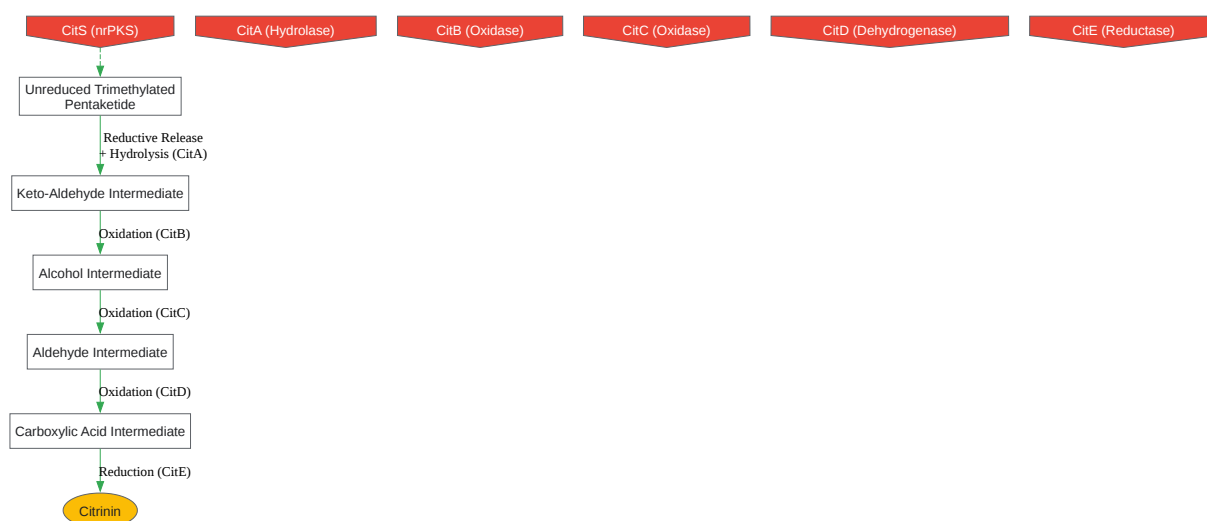 CitS (nrPKS)
CitA (Hydrolase)
CitB (Oxidase)
CitC (Oxidase)
CitD (Dehydrogenase)
CitE (Reductase)
Unreduced Trimethylated
Pentaketide
Reductive Release
+ Hydrolysis (CitA)
Keto-Aldehyde Intermediate
Oxidation (CitB)
Alcohol Intermediate
Oxidation (CitC)
Aldehyde Intermediate
Oxidation (CitD)
Carboxylic Acid Intermediate
Reduction (CitE)
Citrinin